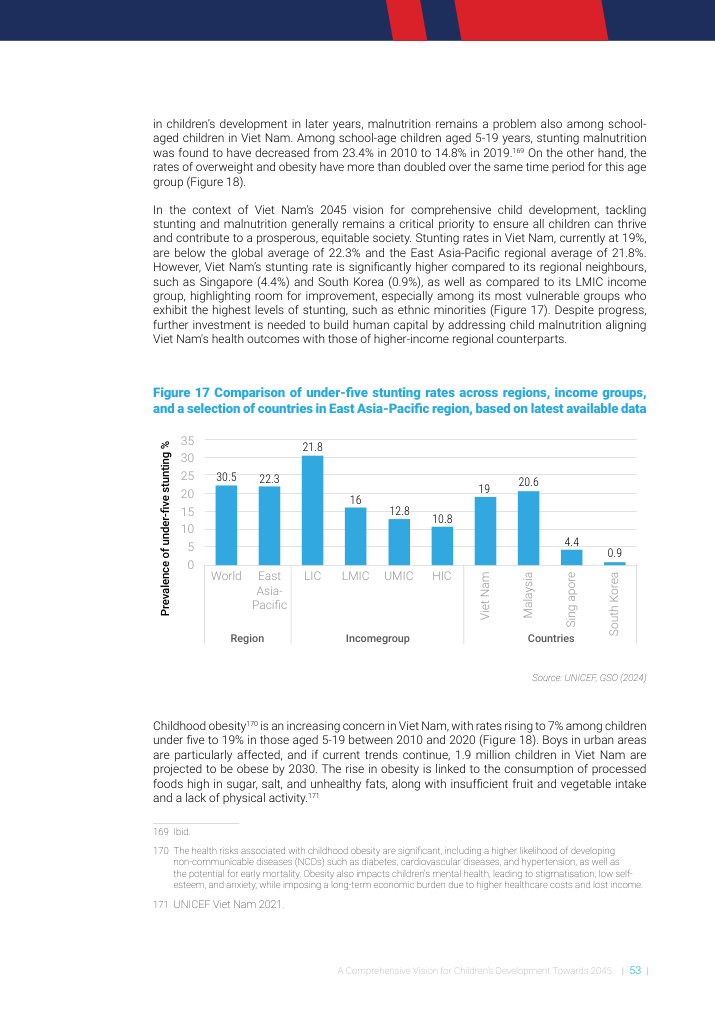 in children's development in later years, malnutrition remains a problem also among school-
aged children in Viet Nam. Among school-age children aged 5-19 years, stunting malnutrition
was found to have decreased from 23.4% in 2010 to 14.8% in 2019.169 On the other hand, the
rates of overweight and obesity have more than doubled over the same time period for this age
group (Figure 18).
In the context of Viet Nam's 2045 vision for comprehensive child development, tackling
stunting and malnutrition generally remains a critical priority to ensure all children can thrive
and contribute to a prosperous, equitable society. Stunting rates in Viet Nam, currently at 19%,
are below the global average of 22.3% and the East Asia-Pacific regional average of 21.8%.
However, Viet Nam's stunting rate is significantly higher compared to its regional neighbours,
such as Singapore (4.4%) and South Korea (0.9%), as well as compared to its LMIC income
group, highlighting room for improvement, especially among its most vulnerable groups who
exhibit the highest levels of stunting, such as ethnic minorities (Figure 17). Despite progress,
further investment is needed to build human capital by addressing child malnutrition aligning
Viet Nam's health outcomes with those of higher-income regional counterparts.
Figure 17 Comparison of under-five stunting rates across regions, income groups,
and a selection of countries in East Asia-Pacific region, based on latest available data
Prevalence of under-five stunting %
35
30
25
20
15
10
5
0
30.5
22.3
21.8
16
12.8
10.8
19
20.6
4.4
0.9
World
East
Asia-
Pacific
LIC
LMIC
UMIC
HIC
Viet Nam
Malaysia
Sing apore
South Korea
Region
Incomegroup
Countries
Source: UNICEF, GSO (2024)
Childhood obesity170 is an increasing concern in Viet Nam, with rates rising to 7% among children
under five to 19% in those aged 5-19 between 2010 and 2020 (Figure 18). Boys in urban areas
are particularly affected, and if current trends continue, 1.9 million children in Viet Nam are
projected to be obese by 2030. The rise in obesity is linked to the consumption of processed
foods high in sugar, salt, and unhealthy fats, along with insufficient fruit and vegetable intake
and a lack of physical activity.171
169 Ibid.
170 The health risks associated with childhood obesity are significant, including a higher likelihood of developing
non-communicable diseases (NCDs) such as diabetes, cardiovascular diseases, and hypertension, as well as
the potential for early mortality. Obesity also impacts children's mental health, leading to stigmatisation, low self-
esteem, and anxiety, while imposing a long-term economic burden due to higher healthcare costs and lost income.
171 UNICEF Viet Nam 2021.
A Comprehensive Vision for Children's Development Towards 2045 | 53 |